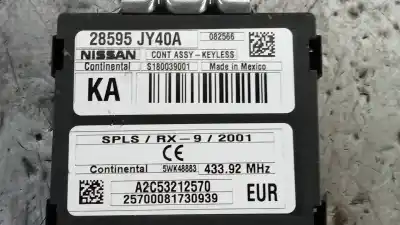 28595 JY40A
082566
NISSAN CONT ASSY-KEYLESS
Continental S180039001 Made in Mexico
KA
SPLS / RX-9 / 2001
CE
Continental 5WK48883 433.92 MHz
A2C53212570
25700081730939 EUR